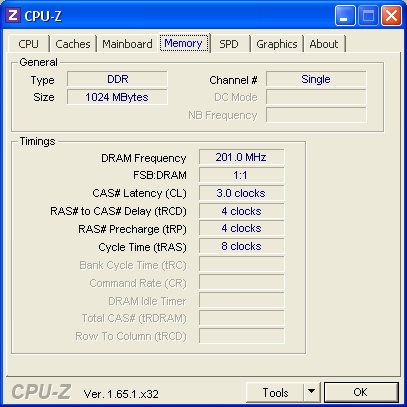 CPU-Z
CPU Caches Mainboard Memory SPD Graphics About
General
Type DDR Channel # Single
Size 1024 MBytes DC Mode
NB Frequency
Timings
DRAM Frequency 201.0 MHz
FSB:DRAM 1:1
CAS# Latency (CL) 3.0 clocks
RAS# to CAS# Delay (tRCD) 4 clocks
RAS# Precharge (tRP) 4 clocks
Cycle Time (tRAS) 8 clocks
Bank Cycle Time (tRC)
Command Rate (CR)
DRAM Idle Timer
Total CAS# (tRDRAM)
Row To Column (tRCD)
CPU-Z Ver. 1.65.1.x32 Tools OK